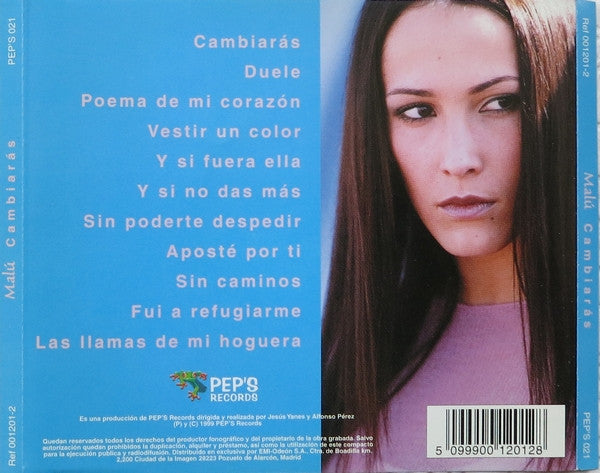 PEP'S 021
Malú Cambiarás
Ref 001201-2
Cambiarás
Duele
Poema de mi corazón
Vestir un color
Y si fuera ella
Y si no das más
Sin poderte despedir
Aposté por ti
Sin caminos
Fui a refugiarme
Las llamas de mi hoguera
PEP'S
RECORDS
Es una producción de PEP'S Records dirigida y realizada por Jesús Yanes y Alfonso Pérez
(P) y (C) 1999 PEP'S Records
Quedan reservados todos los derechos del productor fonográfico y del propietario de la obra grabada. Salvo
autorización quedan prohibidos la duplicación, alquiler y préstamo, así como la utilización de este compacto
para la ejecución pública y radiodifusión. Distribuido en exclusiva por EMI-Odeón S.A., Ctra. de Boadilla km.
2,200 Ciudad de la Imagen 28223 Pozuelo de Alarcón, Madrid
5 099900 120128
Ref 001201-2
Malú Cambiarás
PEP'S 021